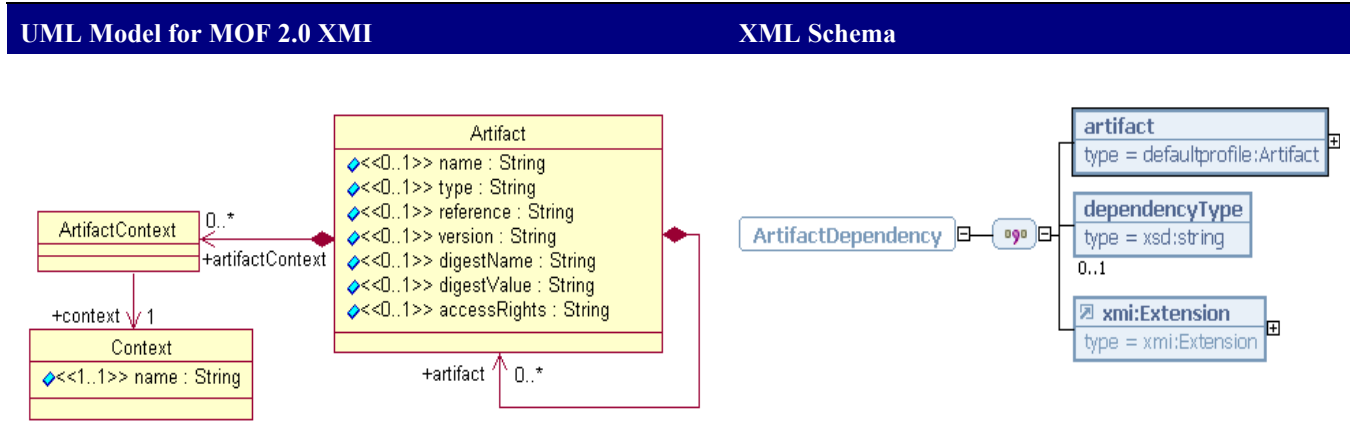 UML Model for MOF 2.0 XMI
XML Schema
Artifact
<<0..1>> name : String
<<0..1>> type : String
<<0..1>> reference : String
<<0..1>> version : String
<<0..1>> digestName : String
<<0..1>> digestValue : String
<<0..1>> accessRights : String
ArtifactContext
0..*
+artifactContext
+context
1
Context
<<1..1>> name : String
+artifact
0..*
ArtifactDependency
artifact
type = defaultprofile:Artifact
dependencyType
type = xsd:string
0..1
xmi:Extension
type = xmi:Extension